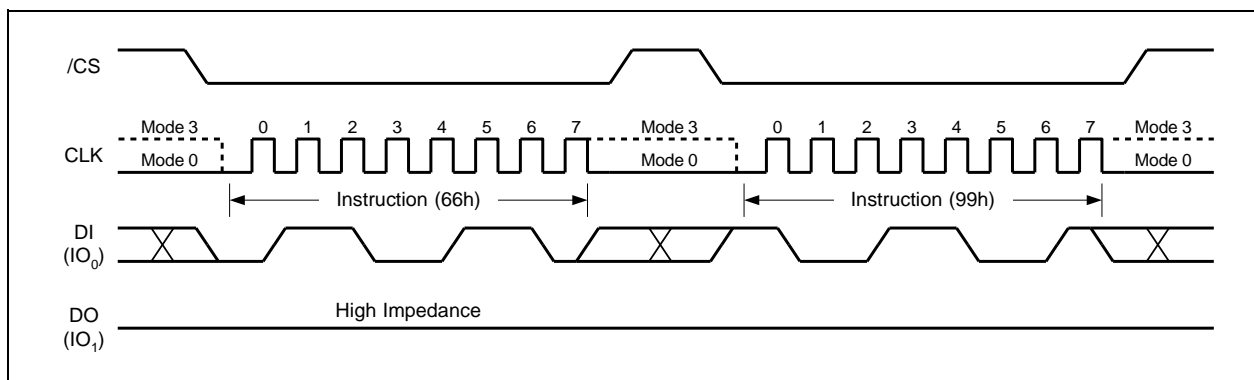 /CS
Mode 3 0 1 2 3 4 5 6 7 Mode 3 0 1 2 3 4 5 6 7 Mode 3
CLK
Mode 0 Mode 0 Mode 0
Instruction (66h) Instruction (99h)
DI
(IO₀)
High Impedance
DO
(IO₁)